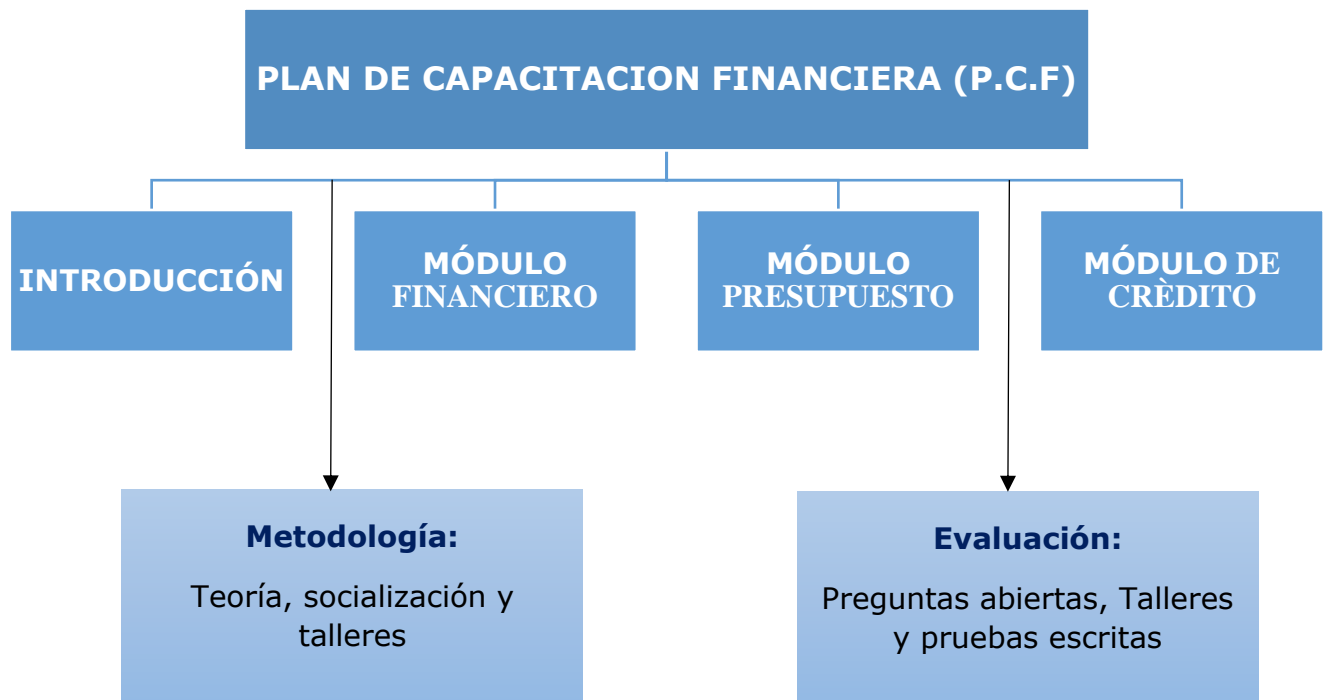 PLAN DE CAPACITACION FINANCIERA (P.C.F)
INTRODUCCIÓN
MÓDULO
FINANCIERO
MÓDULO
PRESUPUESTO
MÓDULO DE
CRÈDITO
Metodología:
Teoría, socialización y
talleres
Evaluación:
Preguntas abiertas, Talleres
y pruebas escritas